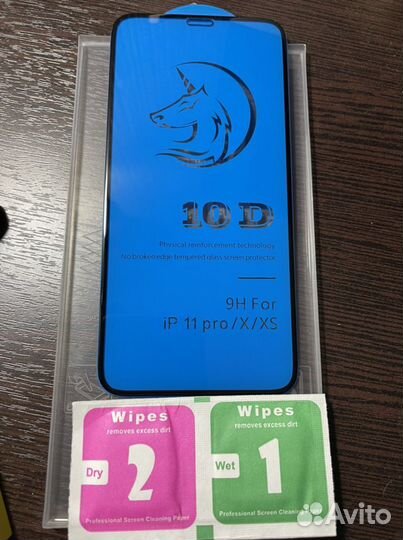 10D
Physical reinforcement technology
No broken edge tempered glass screen protector
9H For
iP 11 pro/X/XS
Wipes
removes excess dirt
Dry
2
Professional Screen Cleaning Paper
Wipes
removes excess dirt
Wet
1
Professional Screen Cleaning
Avito